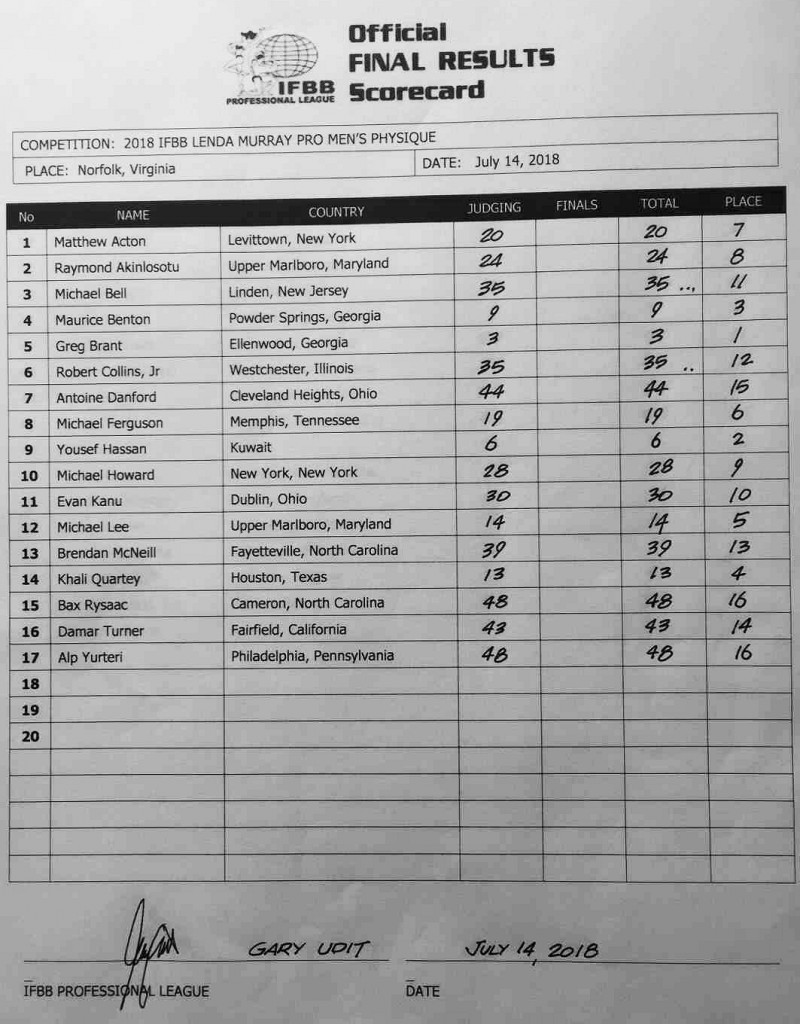 Official
FINAL RESULTS
Scorecard
IFBB
PROFESSIONAL LEAGUE
COMPETITION: 2018 IFBB LENDA MURRAY PRO MEN'S PHYSIQUE
PLACE: Norfolk, Virginia DATE: July 14, 2018
No NAME COUNTRY JUDGING FINALS TOTAL PLACE
1 Matthew Acton Levittown, New York 20 20 7
2 Raymond Akinlosotu Upper Marlboro, Maryland 24 24 8
3 Michael Bell Linden, New Jersey 35 35 .., 11
4 Maurice Benton Powder Springs, Georgia 9 9 3
5 Greg Brant Ellenwood, Georgia 3 3 1
6 Robert Collins, Jr Westchester, Illinois 35 35 .. 12
7 Antoine Danford Cleveland Heights, Ohio 44 44 15
8 Michael Ferguson Memphis, Tennessee 19 19 6
9 Yousef Hassan Kuwait 6 6 2
10 Michael Howard New York, New York 28 28 9
11 Evan Kanu Dublin, Ohio 30 30 10
12 Michael Lee Upper Marlboro, Maryland 14 14 5
13 Brendan McNeill Fayetteville, North Carolina 39 39 13
14 Khali Quartey Houston, Texas 13 13 4
15 Bax Rysaac Cameron, North Carolina 48 48 16
16 Damar Turner Fairfield, California 43 43 14
17 Alp Yurteri Philadelphia, Pennsylvania 48 48 16
18
19
20
GARY UDIT JULY 14, 2018
IFBB PROFESSIONAL LEAGUE DATE